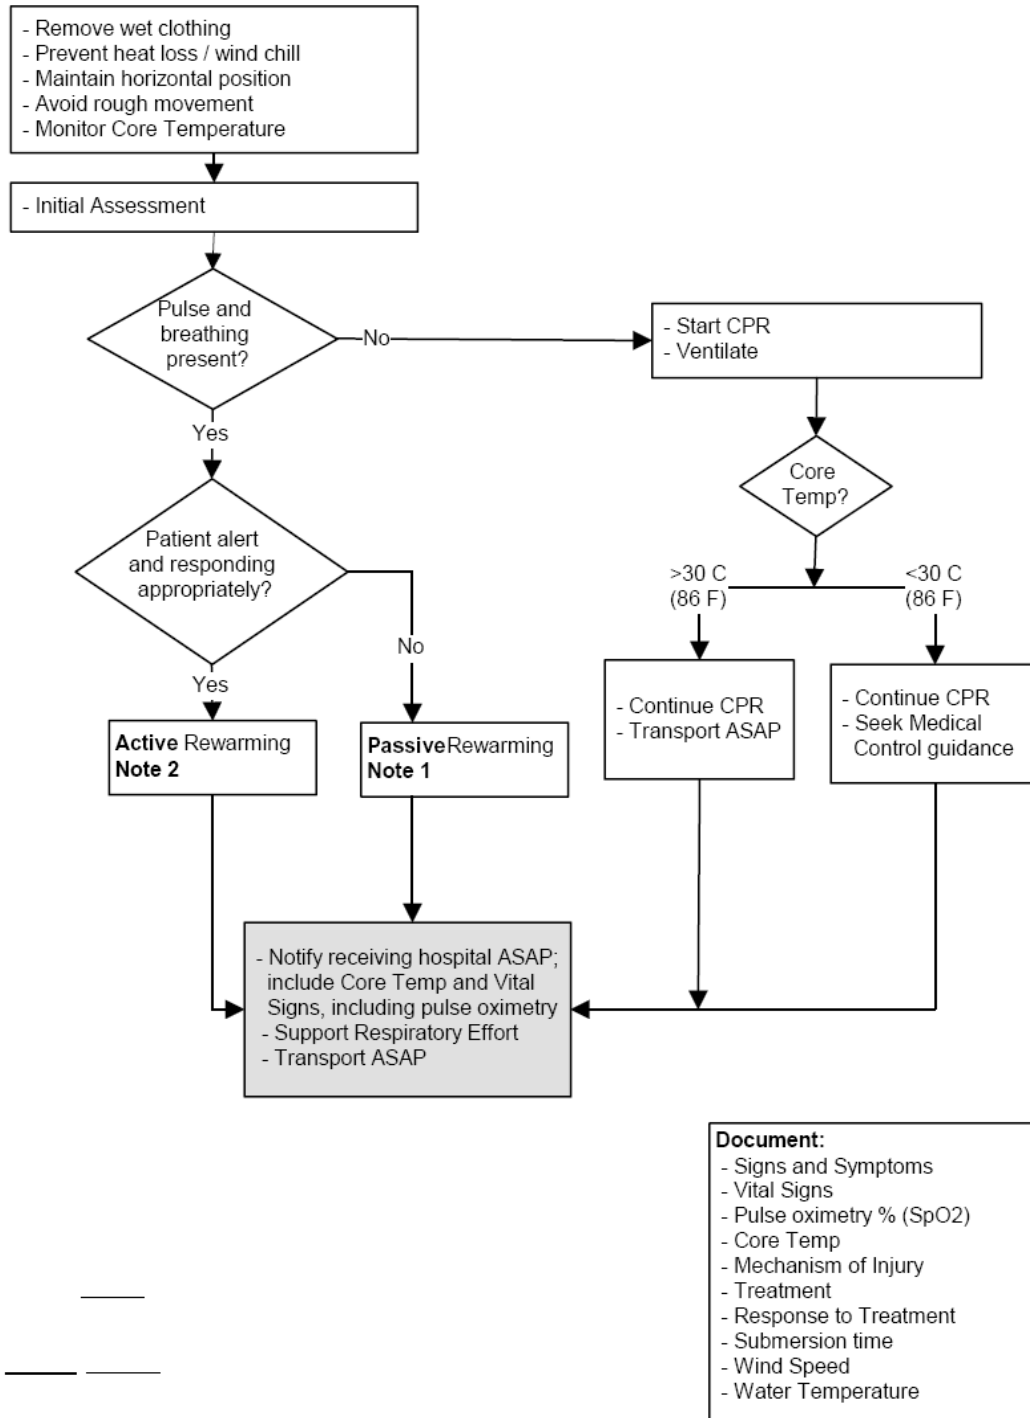 - Remove wet clothing
- Prevent heat loss / wind chill
- Maintain horizontal position
- Avoid rough movement
- Monitor Core Temperature
- Initial Assessment
Pulse and
breathing
present?
No
- Start CPR
- Ventilate
Yes
Core
Temp?
Patient alert
and responding
appropriately?
>30 C
(86 F)
<30 C
(86 F)
No
Yes
- Continue CPR
- Transport ASAP
- Continue CPR
- Seek Medical
Control guidance
Active Rewarming
Note 2
Passive Rewarming
Note 1
- Notify receiving hospital ASAP;
include Core Temp and Vital
Signs, including pulse oximetry
- Support Respiratory Effort
- Transport ASAP
Document:
- Signs and Symptoms
- Vital Signs
- Pulse oximetry % (SpO2)
- Core Temp
- Mechanism of Injury
- Treatment
- Response to Treatment
- Submersion time
- Wind Speed
- Water Temperature